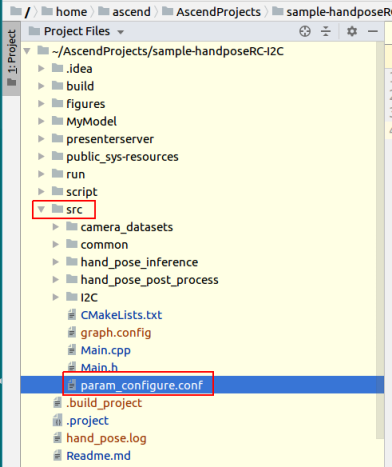 / home ascend AscendProjects sample-handposeR
1: Project
Project Files
~/AscendProjects/sample-handposeRC-I2C
.idea
build
figures
MyModel
presenterserver
public_sys-resources
run
script
src
camera_datasets
common
hand_pose_inference
hand_pose_post_process
I2C
CMakeLists.txt
graph.config
Main.cpp
Main.h
param_configure.conf
.build_project
.project
hand_pose.log
Readme.md